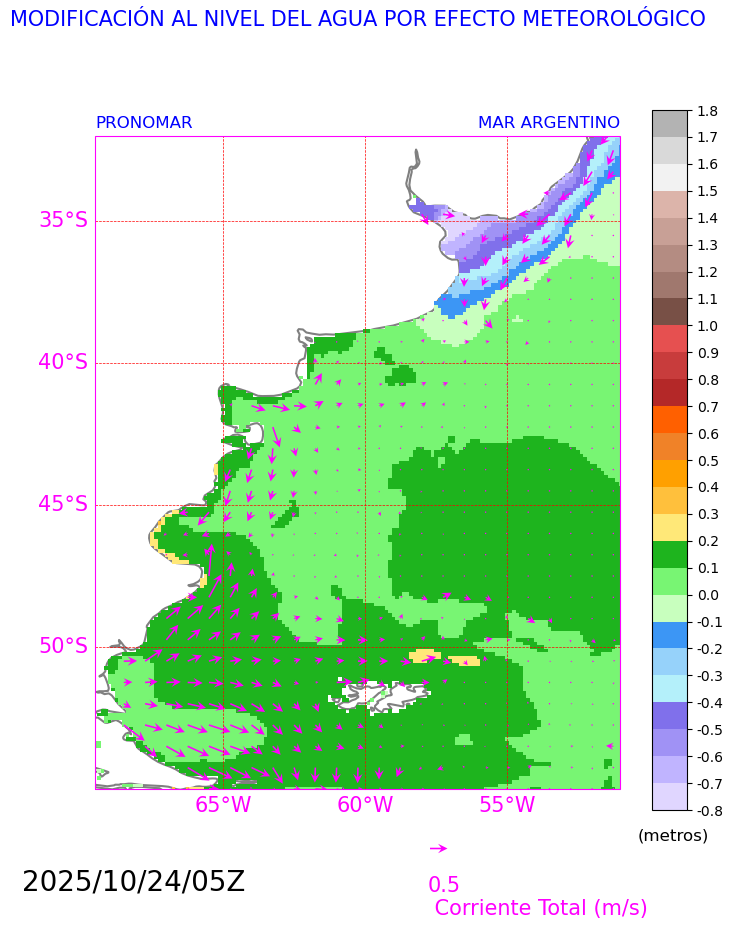 MODIFICACIÓN AL NIVEL DEL AGUA POR EFECTO METEOROLÓGICO
PRONOMAR
MAR ARGENTINO
1.8
1.7
1.6
1.5
1.4
1.3
1.2
1.1
1.0
0.9
0.8
0.7
0.6
0.5
0.4
0.3
0.2
0.1
0.0
-0.1
-0.2
-0.3
-0.4
-0.5
-0.6
-0.7
-0.8
(metros)
35°S
40°S
45°S
50°S
65°W
60°W
55°W
2025/10/24/05Z
0.5
Corriente Total (m/s)